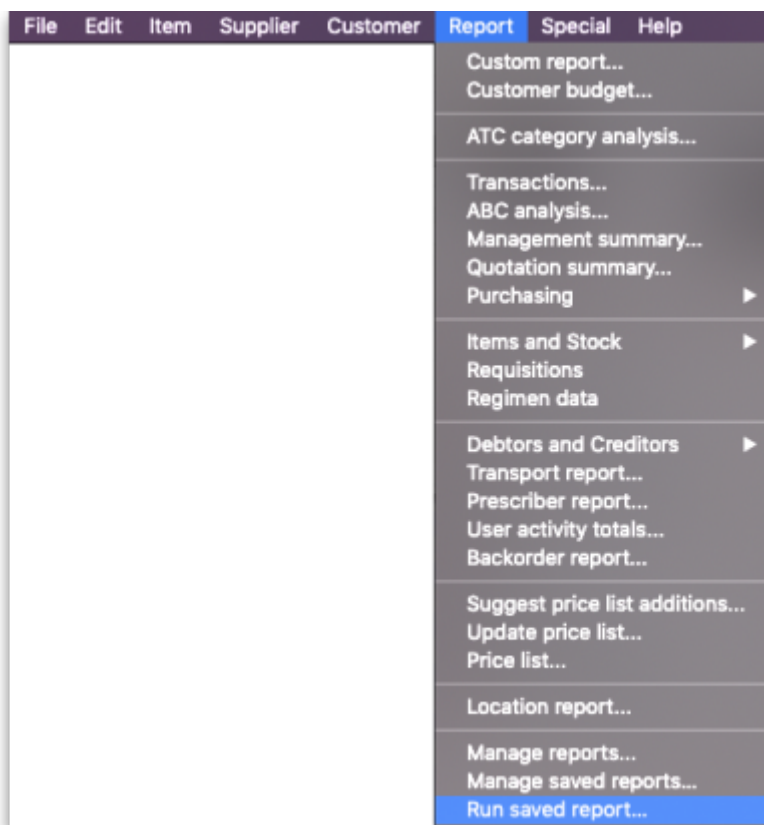 File Edit Item Supplier Customer Report Special Help
Custom report...
Customer budget...
ATC category analysis...
Transactions...
ABC analysis...
Management summary...
Quotation summary...
Purchasing
Items and Stock
Requisitions
Regimen data
Debtors and Creditors
Transport report...
Prescriber report...
User activity totals...
Backorder report...
Suggest price list additions...
Update price list...
Price list...
Location report...
Manage reports...
Manage saved reports...
Run saved report...